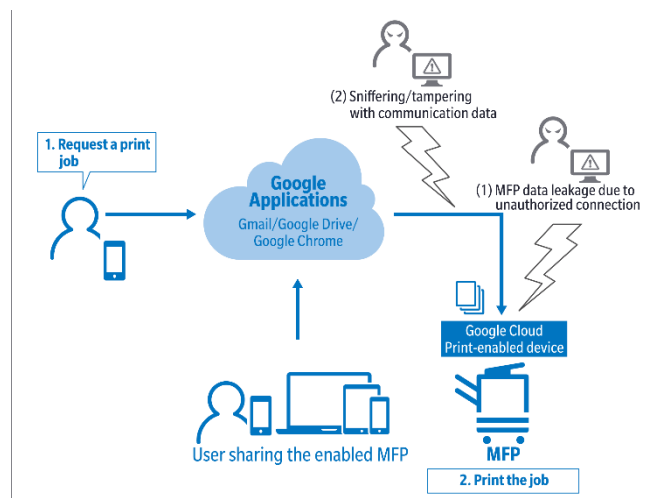 (2) Sniffering/tampering
with communication data
1. Request a print
job
(1) MFP data leakage due to
unauthorized connection
Google
Applications
Gmail/Google Drive/
Google Chrome
Google Cloud
Print-enabled device
User sharing the enabled MFP
MFP
2. Print the job